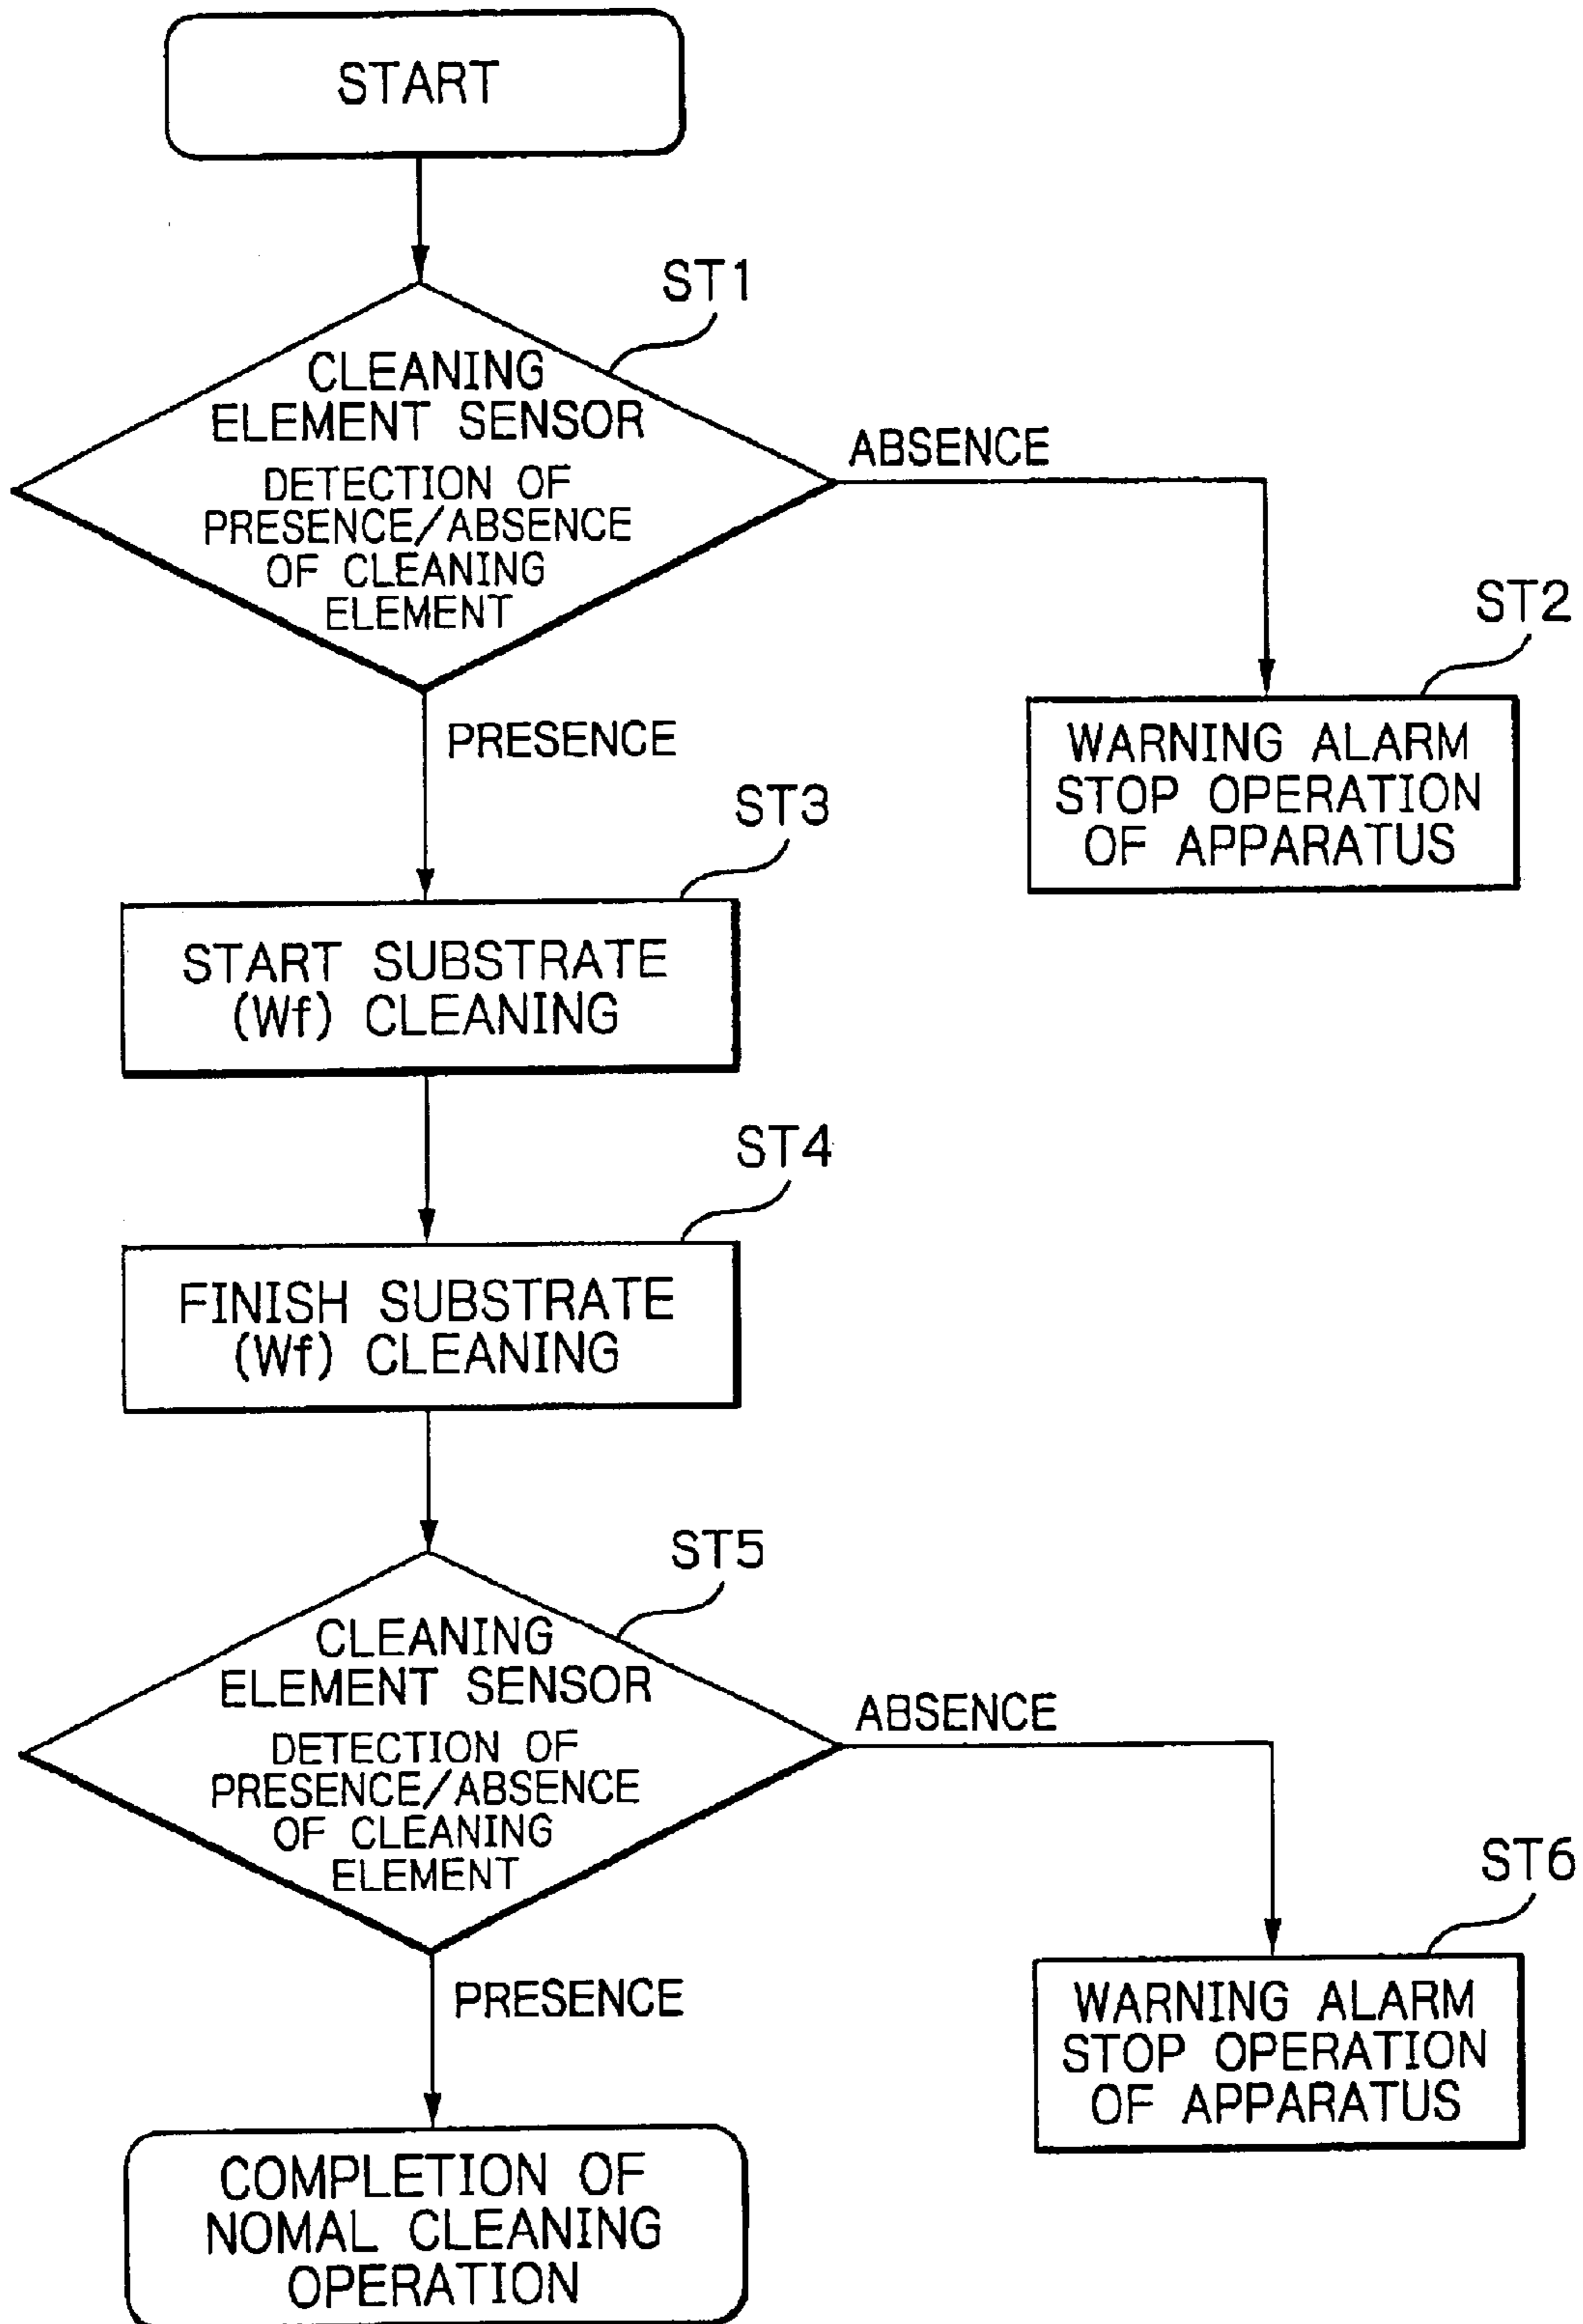 START
ST1
CLEANING
ELEMENT SENSOR
DETECTION OF
PRESENCE/ABSENCE
OF CLEANING
ELEMENT
ABSENCE
ST2
WARNING ALARM
STOP OPERATION
OF APPARATUS
PRESENCE
ST3
START SUBSTRATE
(Wf) CLEANING
ST4
FINISH SUBSTRATE
(Wf) CLEANING
ST5
CLEANING
ELEMENT SENSOR
DETECTION OF
PRESENCE/ABSENCE
OF CLEANING
ELEMENT
ABSENCE
ST6
WARNING ALARM
STOP OPERATION
OF APPARATUS
PRESENCE
COMPLETION OF
NOMAL CLEANING
OPERATION